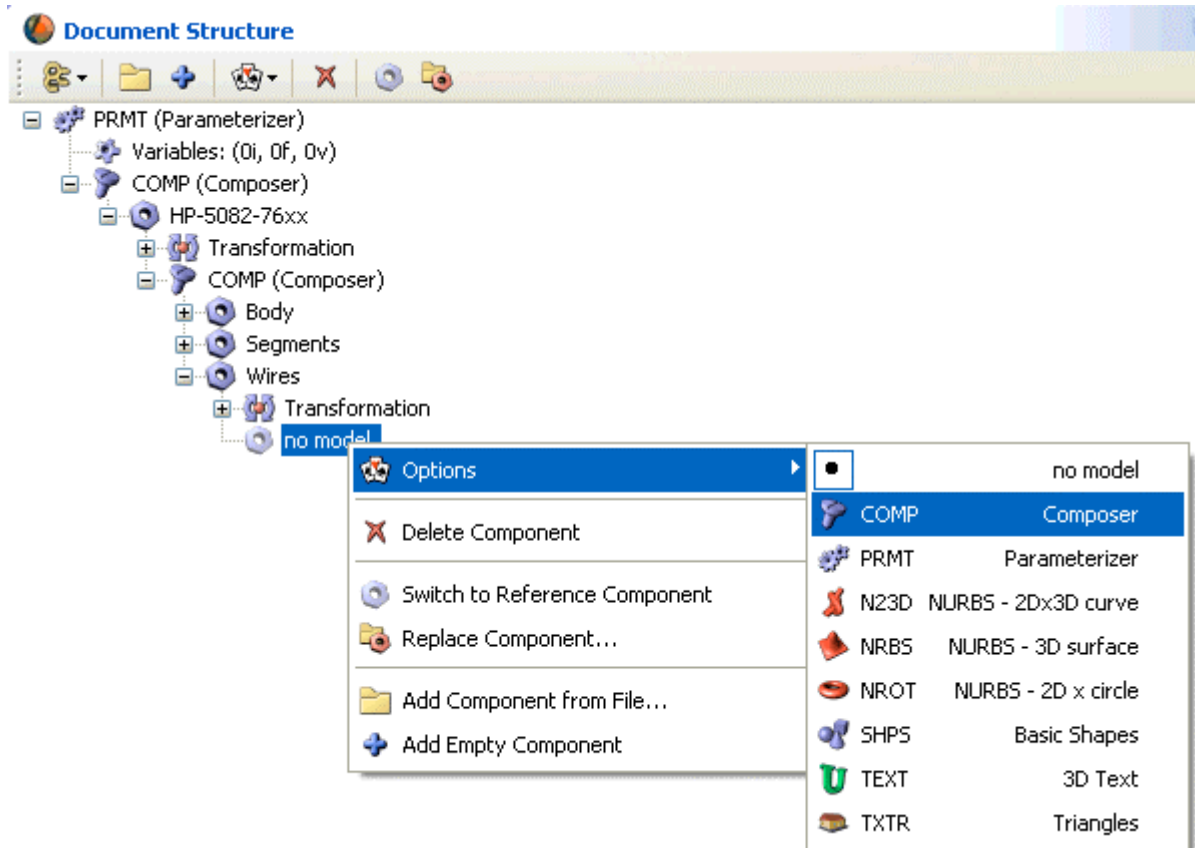 Document Structure
PRMT (Parameterizer)
Variables: (0i, 0f, 0v)
COMP (Composer)
HP-5082-76xx
Transformation
COMP (Composer)
Body
Segments
Wires
Transformation
no model
Options
Delete Component
Switch to Reference Component
Replace Component...
Add Component from File...
Add Empty Component
no model
COMP Composer
PRMT Parameterizer
N23D NURBS - 2Dx3D curve
NRBS NURBS - 3D surface
NROT NURBS - 2D x circle
SHPS Basic Shapes
TEXT 3D Text
TXTR Triangles